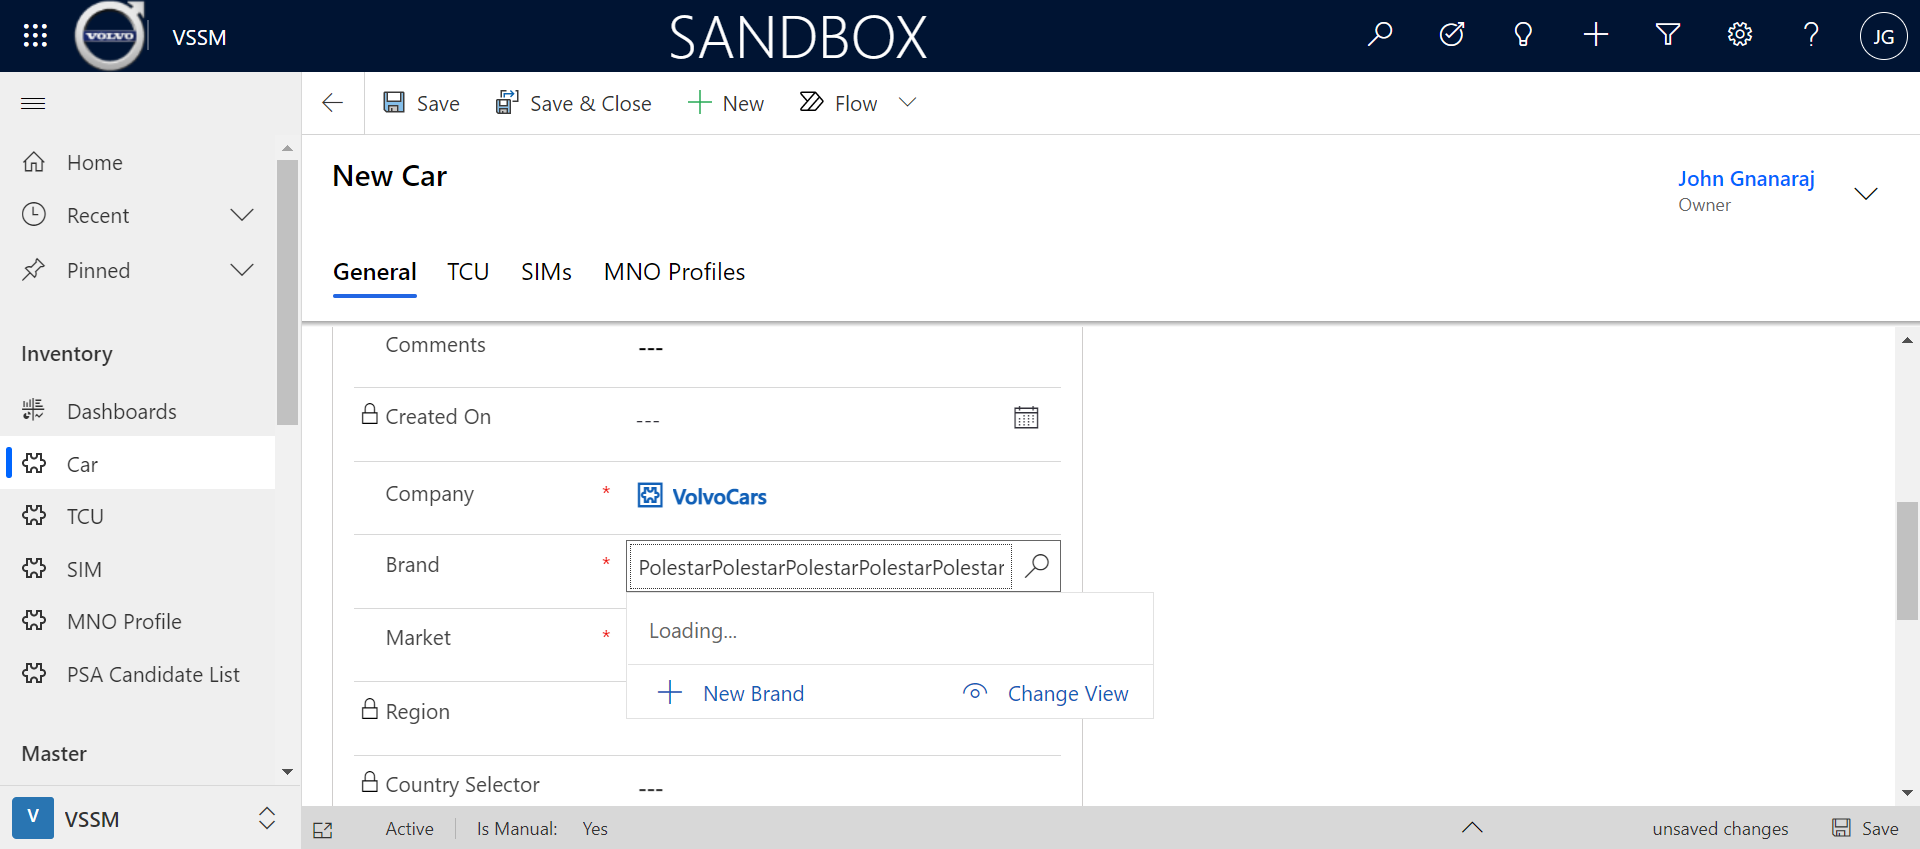 VOLVO
VSSM
SANDBOX
JG
Save
Save & Close
New
Flow
Home
Recent
Pinned
Inventory
Dashboards
Car
TCU
SIM
MNO Profile
PSA Candidate List
Master
V
VSSM
New Car
John Gnanaraj
Owner
General
TCU
SIMs
MNO Profiles
Comments
---
Created On
---
Company
*
VolvoCars
Brand
*
PolestarPolestarPolestarPolestarPolestar
Loading...
New Brand
Change View
Market
*
Region
Country Selector
---
Active
Is Manual:
Yes
unsaved changes
Save